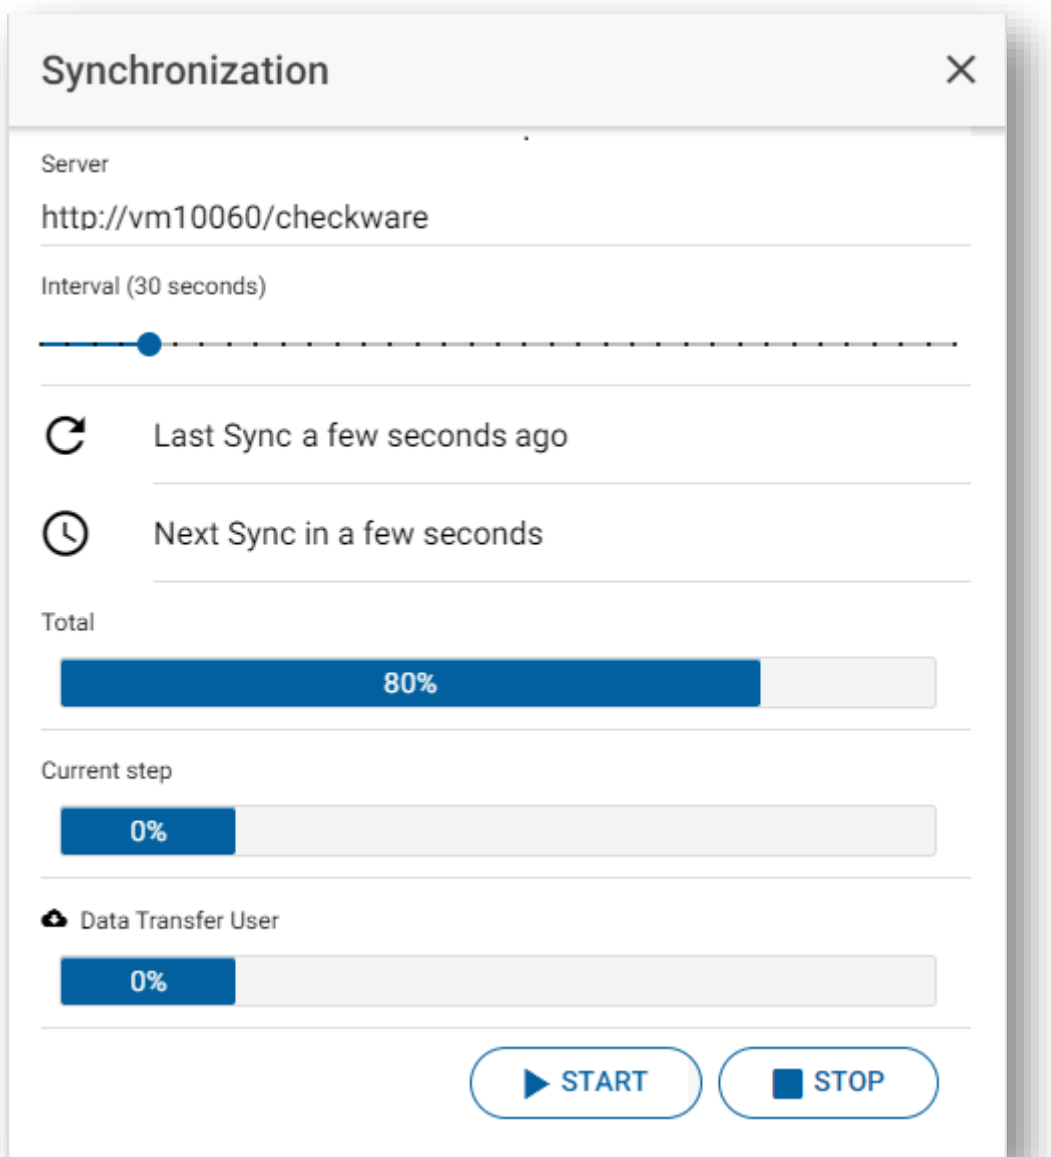 Synchronization
Server
http://vm10060/checkware
Interval (30 seconds)
Last Sync a few seconds ago
Next Sync in a few seconds
Total
80%
Current step
0%
Data Transfer User
0%
START STOP